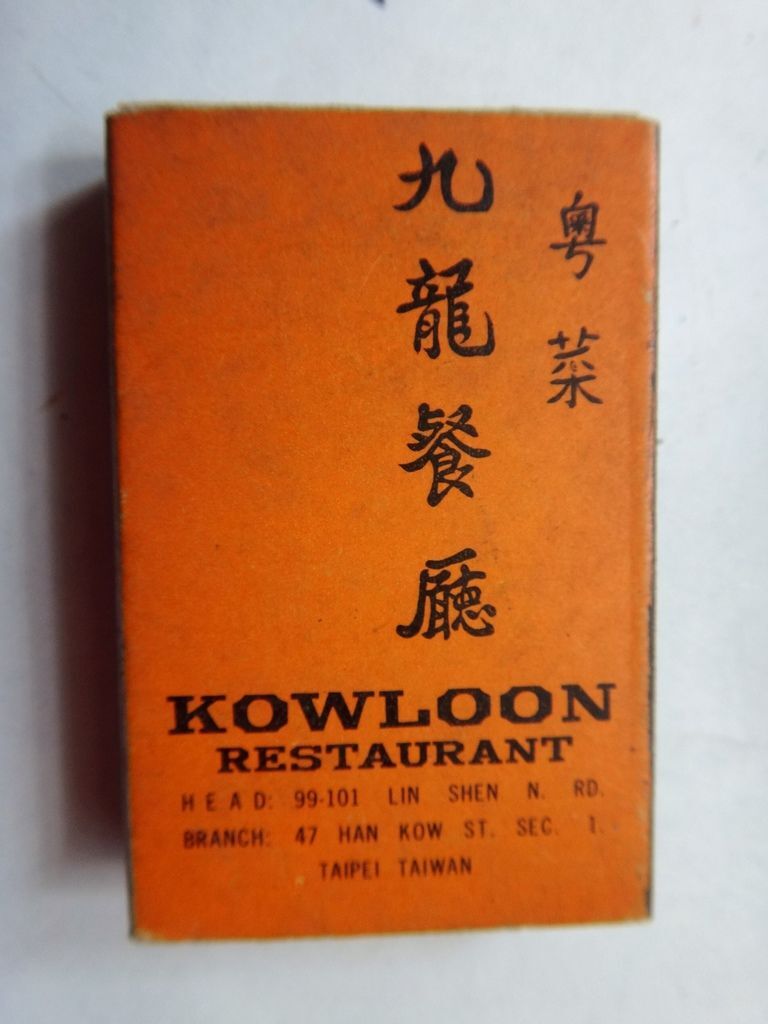 粵菜
九龍餐廳
KOWLOON
RESTAURANT
HEAD: 99-101 LIN SHEN N. RD.
BRANCH: 47 HAN KOW ST. SEC. 1.
TAIPEI TAIWAN